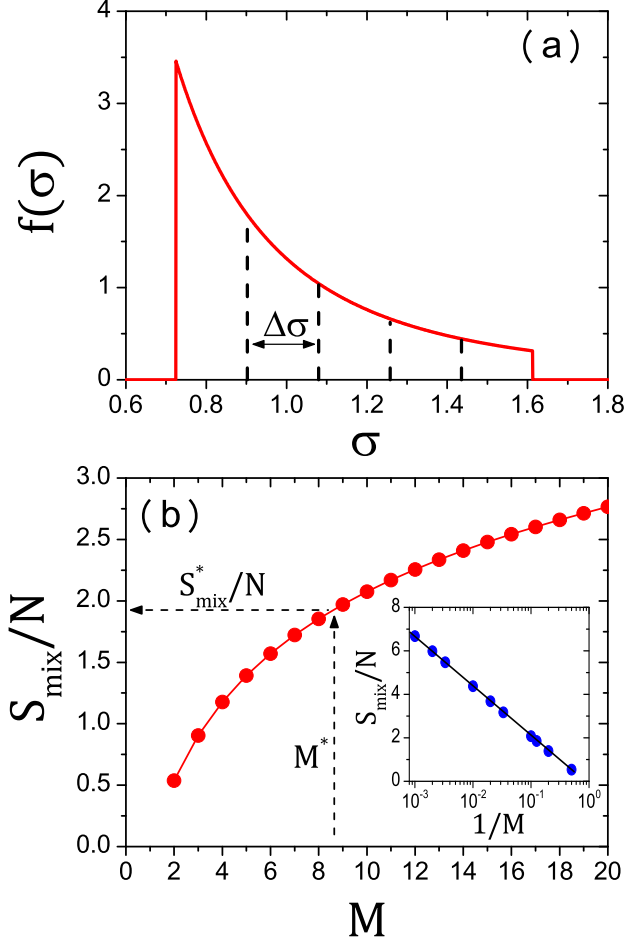 (a)
f(σ)
4
3
2
1
0
Δσ
0.6 0.8 1.0 1.2 1.4 1.6 1.8
σ
(b)
S_mix/N
3.0
2.5
2.0
1.5
1.0
0.5
0.0
S*_mix/N
M*
S_mix/N
8
6
4
2
0
10⁻³ 10⁻² 10⁻¹ 10⁰
1/M
0 2 4 6 8 10 12 14 16 18 20
M